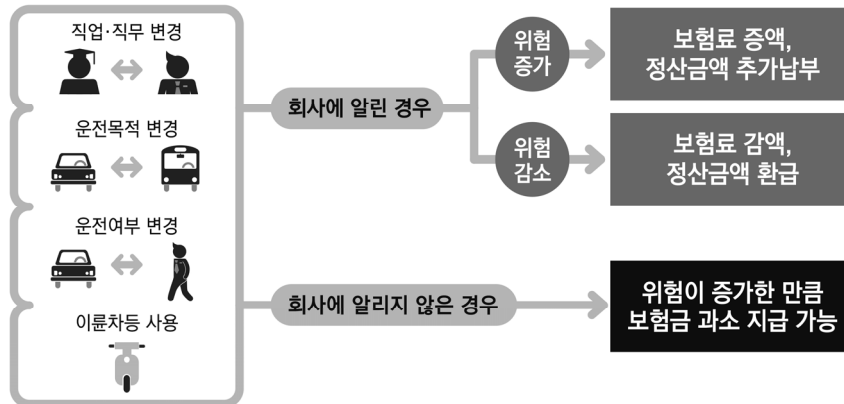 직업·직무 변경
운전목적 변경
운전여부 변경
이륜차등 사용
회사에 알린 경우
위험
증가
보험료 증액,
정산금액 추가납부
위험
감소
보험료 감액,
정산금액 환급
회사에 알리지 않은 경우
위험이 증가한 만큼
보험금 과소 지급 가능